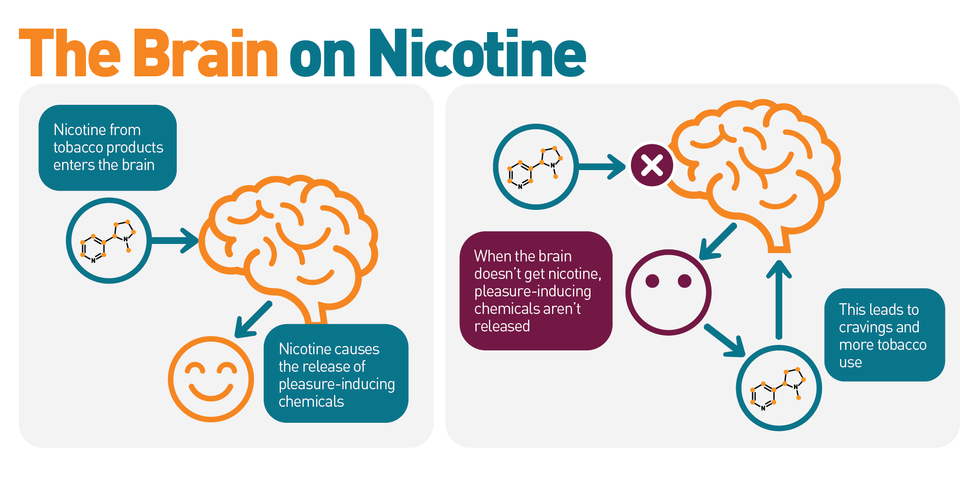 The Brain on Nicotine
Nicotine from
tobacco products
enters the brain
N
N
Nicotine causes
the release of
pleasure-inducing
chemicals
N
N
When the brain
doesn't get nicotine,
pleasure-inducing
chemicals aren't
released
This leads to
cravings and
more tobacco
use
N
N